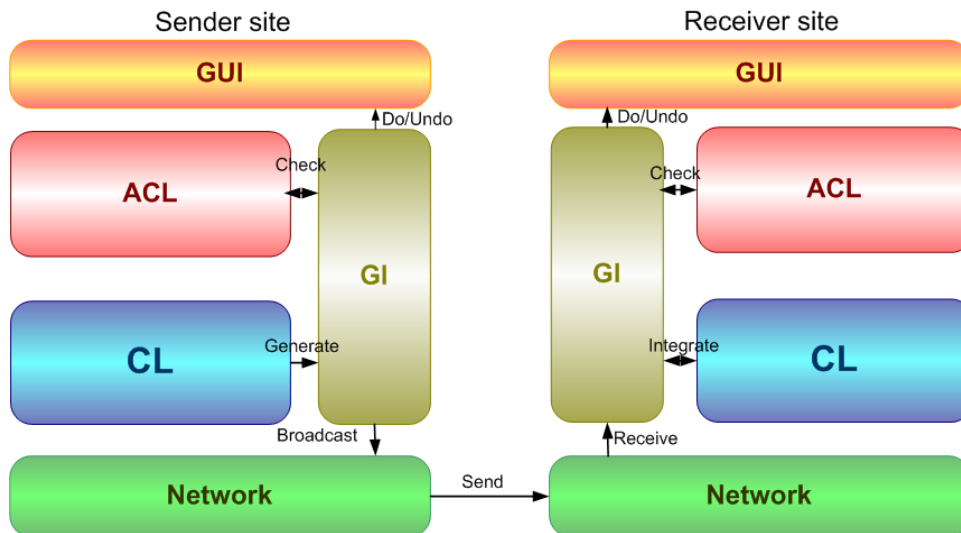 Sender site
GUI
Do/Undo
Check
ACL
GI
CL
Generate
Broadcast
Network
Send
Receiver site
GUI
Do/Undo
Check
ACL
GI
Integrate
CL
Receive
Network